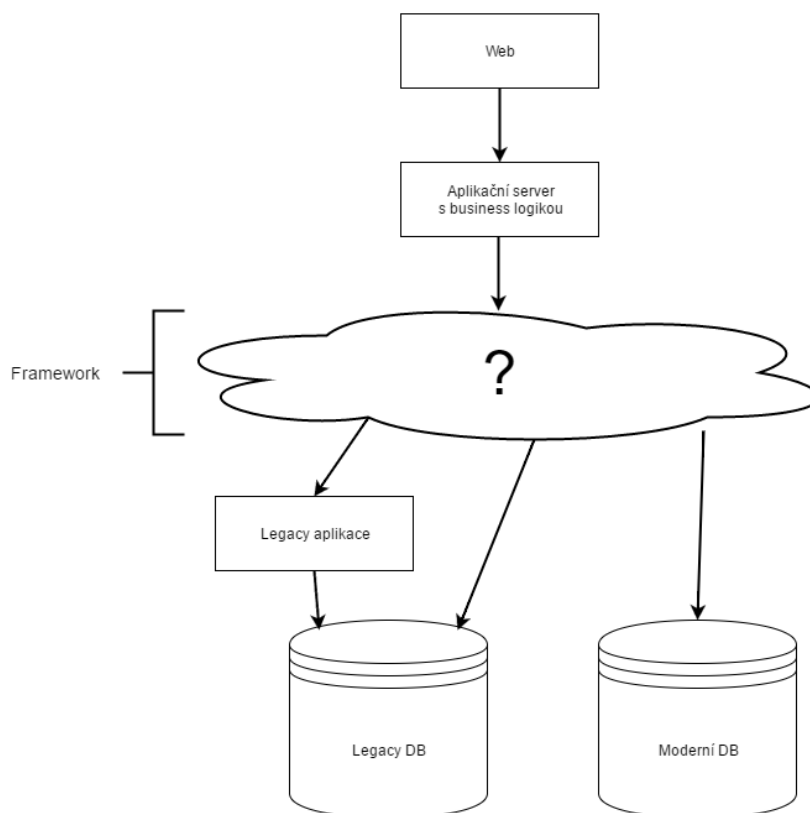 Web
Aplikační server
s business logikou
Framework
?
Legacy aplikace
Legacy DB
Moderní DB